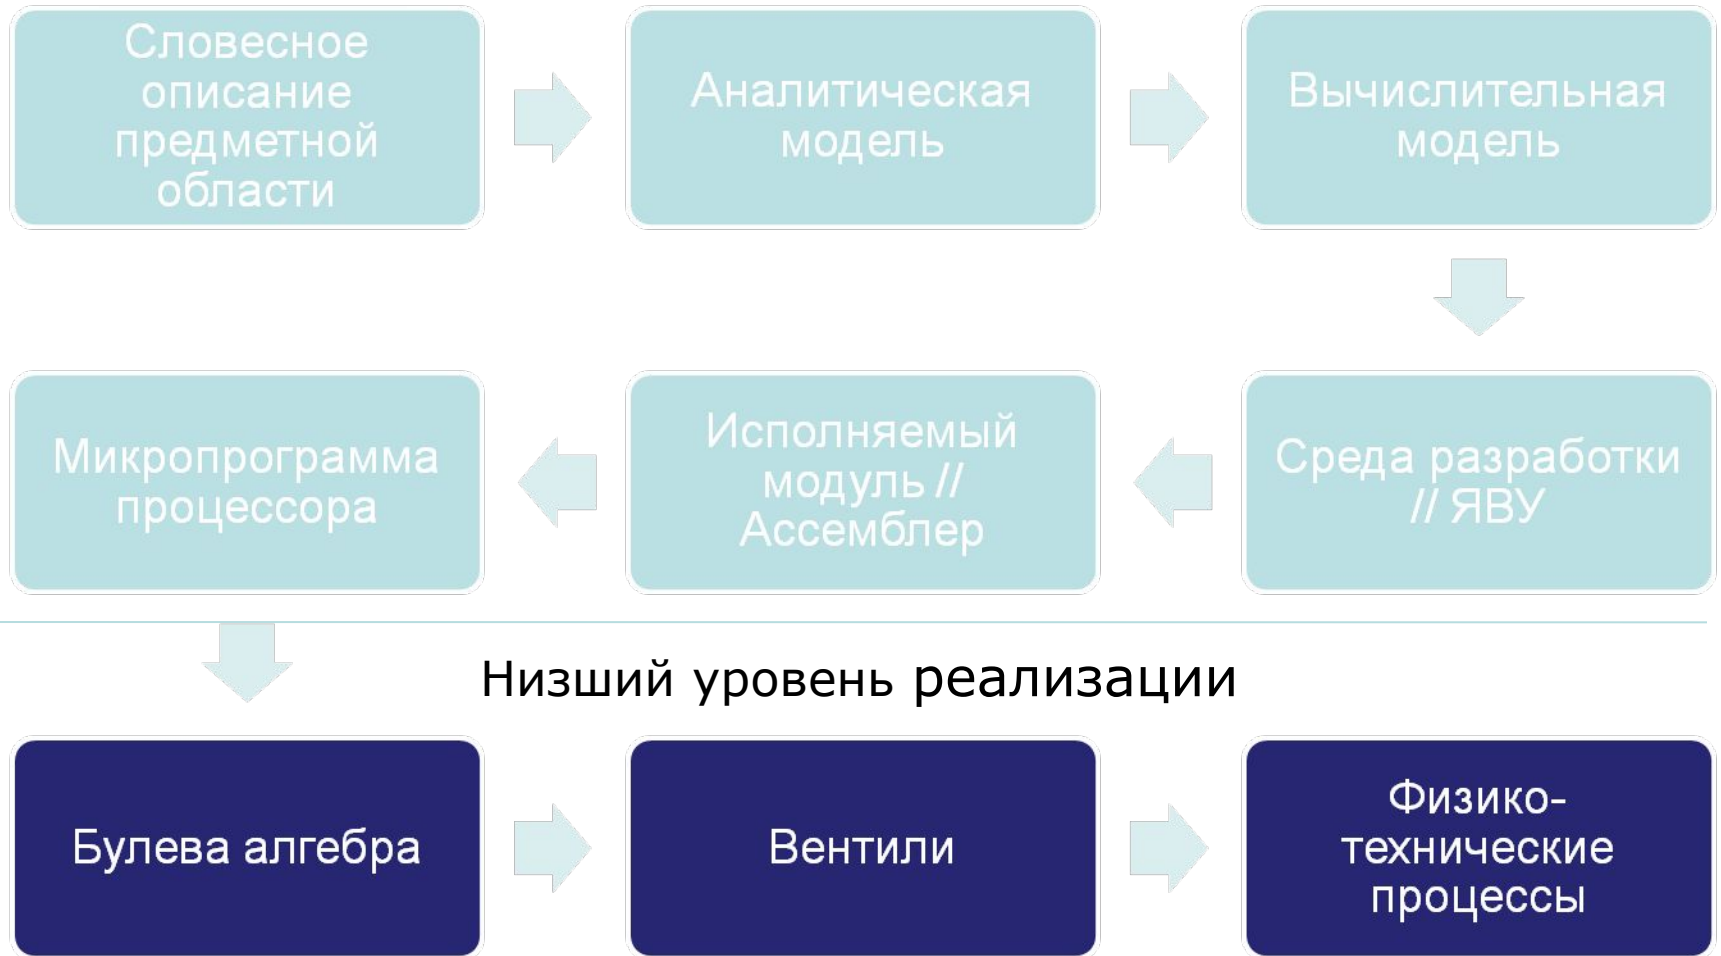 Словесное
описание
предметной
области
Аналитическая
модель
Вычислительная
модель
Микропрограмма
процессора
Исполняемый
модуль //
Ассемблер
Среда разработки
// ЯВУ
Низший уровень реализации
Булева алгебра
Вентили
Физико-
технические
процессы